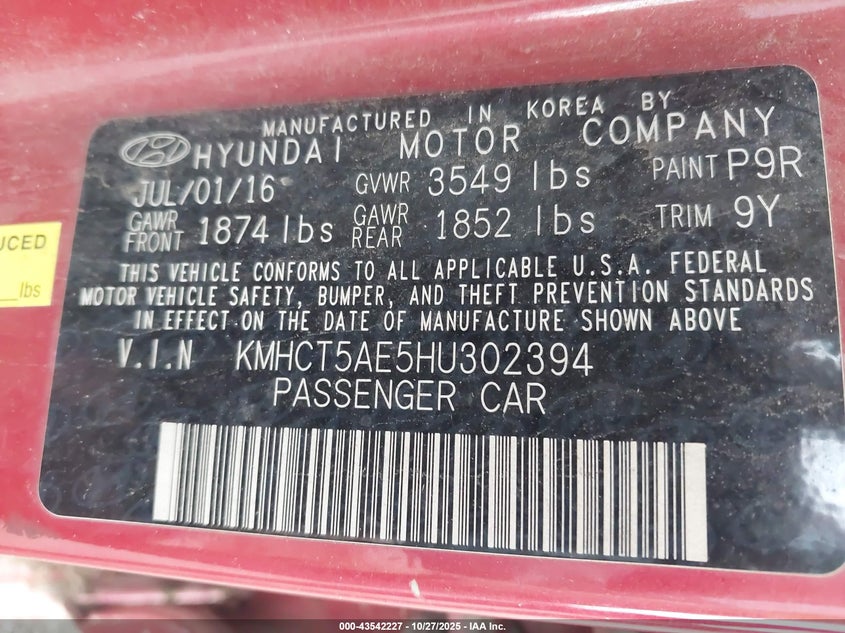 MANUFACTURED IN KOREA BY
HYUNDAI MOTOR COMPANY
JUL/01/16 GVWR 3549 lbs PAINT P9R
GAWR FRONT 1874 lbs GAWR REAR 1852 lbs TRIM 9Y
THIS VEHICLE CONFORMS TO ALL APPLICABLE U.S.A. FEDERAL
MOTOR VEHICLE SAFETY, BUMPER, AND THEFT PREVENTION STANDARDS
IN EFFECT ON THE DATE OF MANUFACTURE SHOWN ABOVE
V.I.N KMHCT5AE5HU302394
PASSENGER CAR
UCED
lbs
000-43542227 - 10/27/2025 - IAA Inc.